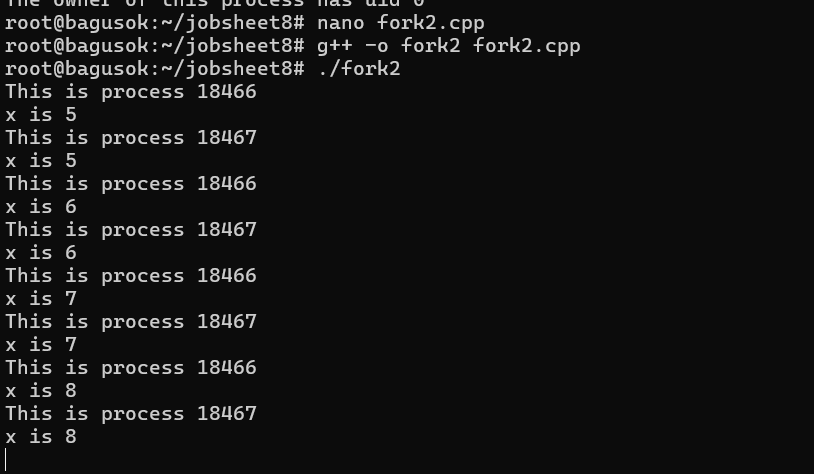 The owner of this process has uid 0
root@bagusok:~/jobsheet8# nano fork2.cpp
root@bagusok:~/jobsheet8# g++ -o fork2 fork2.cpp
root@bagusok:~/jobsheet8# ./fork2
This is process 18466
x is 5
This is process 18467
x is 5
This is process 18466
x is 6
This is process 18467
x is 6
This is process 18466
x is 7
This is process 18467
x is 7
This is process 18466
x is 8
This is process 18467
x is 8